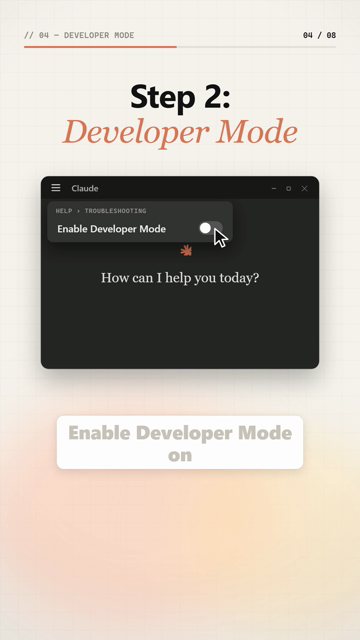 // 04 — DEVELOPER MODE
04 / 08
Step 2:
Developer Mode
Claude
HELP › TROUBLESHOOTING
Enable Developer Mode
How can I help you today?
Enable Developer Mode
on